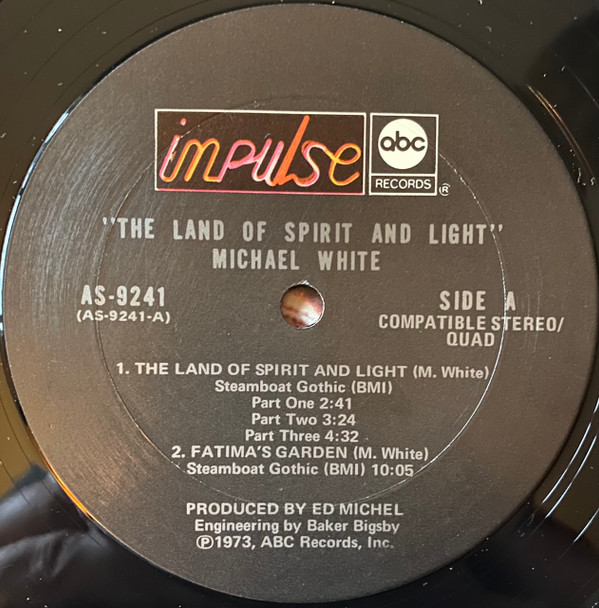 impulse
abc
RECORDS ®
"THE LAND OF SPIRIT AND LIGHT"
MICHAEL WHITE
AS-9241
(AS-9241-A)
SIDE A
COMPATIBLE STEREO/
QUAD
1. THE LAND OF SPIRIT AND LIGHT (M. White)
Steamboat Gothic (BMI)
Part One 2:41
Part Two 3:24
Part Three 4:32
2. FATIMA'S GARDEN (M. White)
Steamboat Gothic (BMI) 10:05
PRODUCED BY ED MICHEL
Engineering by Baker Bigsby
℗1973, ABC Records, Inc.